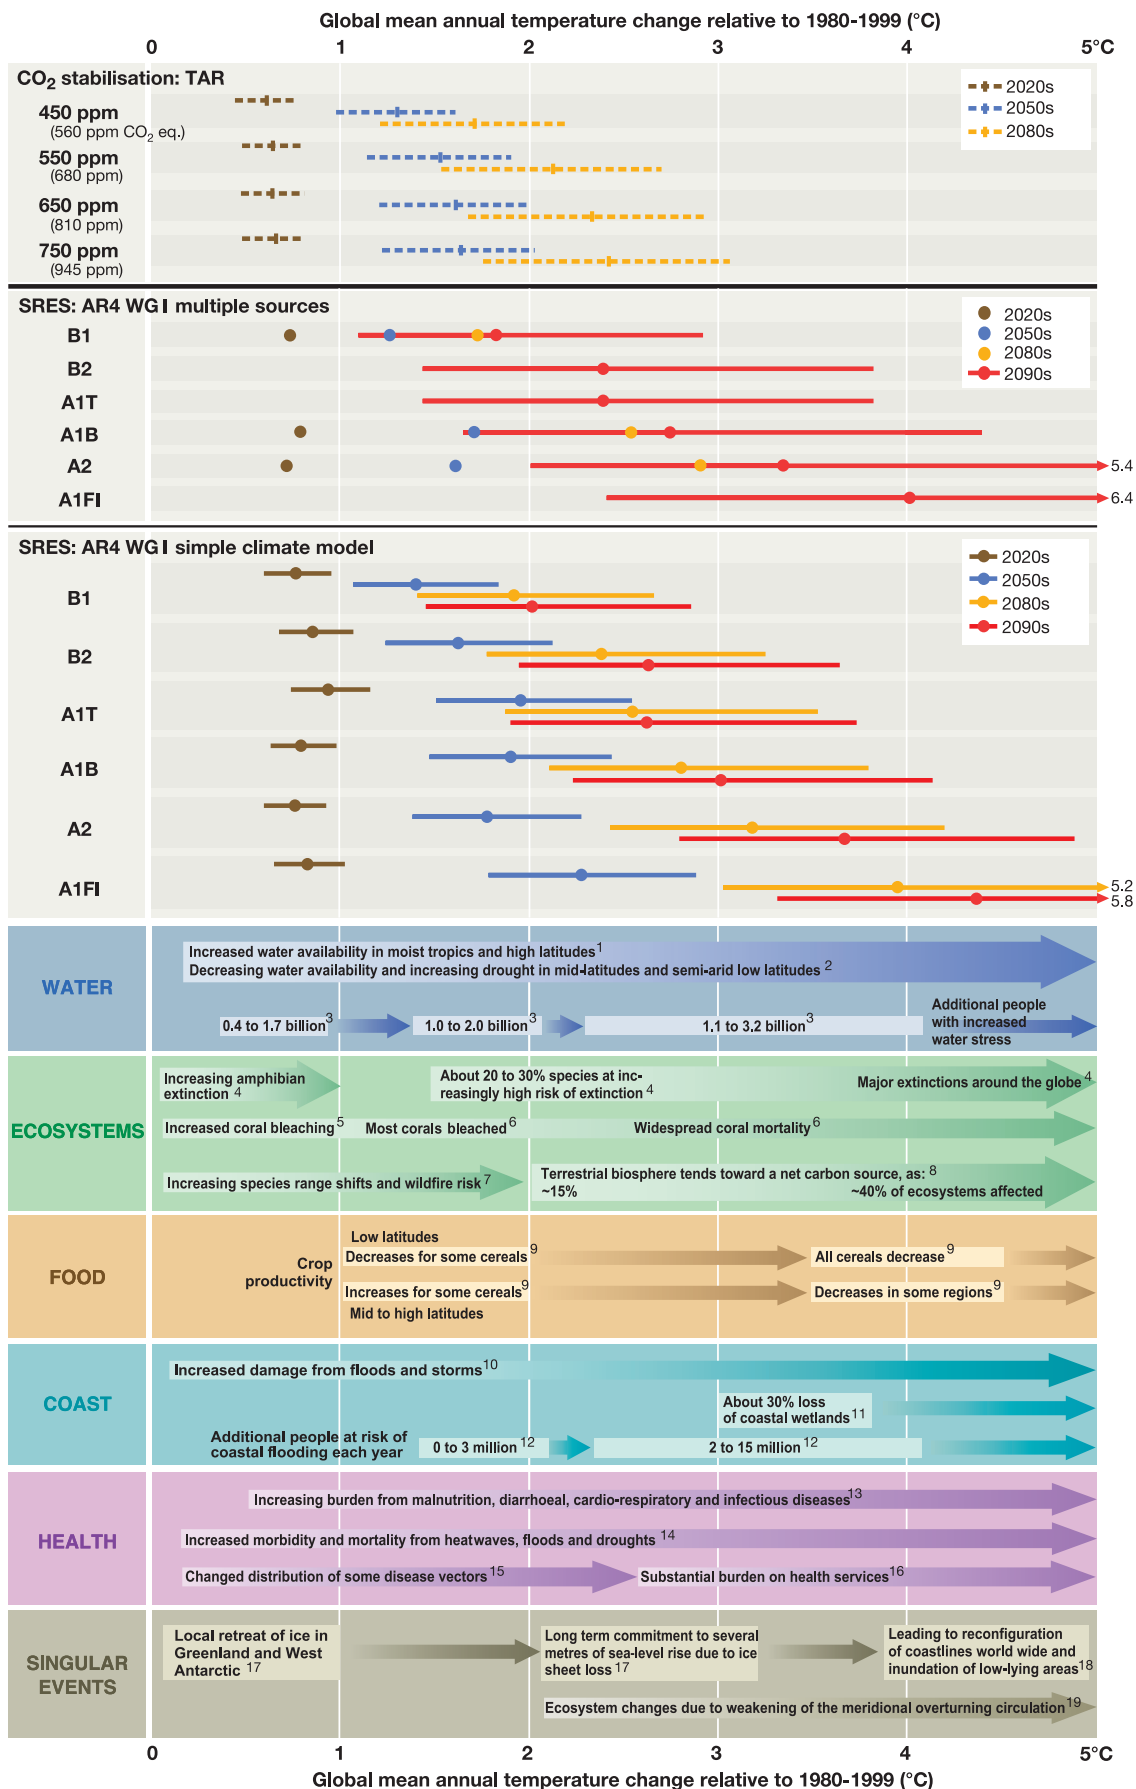 Global mean annual temperature change relative to 1980-1999 (°C)
0 1 2 3 4 5°C
CO2 stabilisation: TAR
450 ppm
(560 ppm CO2 eq.)
550 ppm
(680 ppm)
650 ppm
(810 ppm)
750 ppm
(945 ppm)
2020s
2050s
2080s
SRES: AR4 WG I multiple sources
B1
B2
A1T
A1B
A2
A1FI
2020s
2050s
2080s
2090s
5.4
6.4
SRES: AR4 WG I simple climate model
B1
B2
A1T
A1B
A2
A1FI
2020s
2050s
2080s
2090s
5.2
5.8
WATER
Increased water availability in moist tropics and high latitudes1
Decreasing water availability and increasing drought in mid-latitudes and semi-arid low latitudes 2
0.4 to 1.7 billion3
1.0 to 2.0 billion3
1.1 to 3.2 billion3
Additional people
with increased
water stress
ECOSYSTEMS
Increasing amphibian
extinction 4
About 20 to 30% species at inc-
reasingly high risk of extinction 4
Major extinctions around the globe 4
Increased coral bleaching 5
Most corals bleached 6
Widespread coral mortality 6
Increasing species range shifts and wildfire risk 7
Terrestrial biosphere tends toward a net carbon source, as: 8
~15%
~40% of ecosystems affected
FOOD
Crop
productivity
Low latitudes
Decreases for some cereals9
All cereals decrease 9
Increases for some cereals9
Decreases in some regions 9
Mid to high latitudes
COAST
Increased damage from floods and storms 10
About 30% loss
of coastal wetlands 11
Additional people at risk of
coastal flooding each year
0 to 3 million 12
2 to 15 million 12
HEALTH
Increasing burden from malnutrition, diarrhoeal, cardio-respiratory and infectious diseases13
Increased morbidity and mortality from heatwaves, floods and droughts 14
Changed distribution of some disease vectors 15
Substantial burden on health services 16
SINGULAR
EVENTS
Local retreat of ice in
Greenland and West
Antarctic 17
Long term commitment to several
metres of sea-level rise due to ice
sheet loss 17
Leading to reconfiguration
of coastlines world wide and
inundation of low-lying areas 18
Ecosystem changes due to weakening of the meridional overturning circulation 19
0 1 2 3 4 5°C
Global mean annual temperature change relative to 1980-1999 (°C)